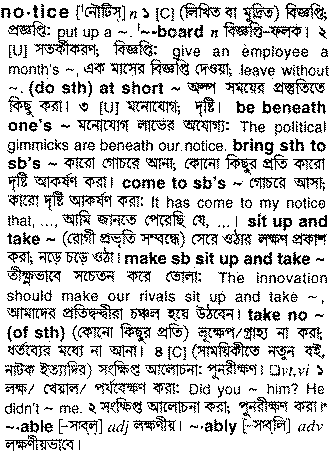 no·tice [ˈনৌটিস্] n ১ [C] (লিখিত বা মুদ্রিত) বিজ্ঞপ্তি;
প্রজ্ঞপ্তি: put up a ~. ˈ~-board n বিজ্ঞপ্তি-ফলক। ২
[U] সতর্কীকরণ; বিজ্ঞপ্তি: give an employee a
month's ~, এক মাসের বিজ্ঞপ্তি দেওয়া; leave without
~. (do sth) at short ~ অল্প সময়ের প্রস্তুতিতে
কিছু করা। ৩ [U] মনোযোগ; দৃষ্টি। be beneath
one's ~ মনোযোগ লাভের অযোগ্য: The political
gimmicks are beneath our notice. bring sth to
sb's ~ কারো গোচরে আনা; কোনো কিছুর প্রতি কারো
দৃষ্টি আকর্ষণ করা। come to sb's ~ গোচরে আসা;
কারো দৃষ্টি আকর্ষণ করা: It has come to my notice
that, ..., আমি জানতে পেরেছি যে, ...। sit up and
take ~ (রোগী প্রভৃতি সম্বন্ধে) সেরে ওঠার লক্ষণ প্রকাশ
করা; নড়ে চড়ে ওঠা। make sb sit up and take ~
তীক্ষ্ণভাবে সচেতন করে তোলা: The innovation
should make our rivals sit up and take ~,
আমাদের প্রতিদ্বন্দ্বীরা চঞ্চল হয়ে উঠবেন। take no ~
(of sth) (কোনো কিছুর প্রতি) ভ্রূক্ষেপ/গ্রাহ্য না করা;
ধর্তব্যের মধ্যে না আনা। ৪ [C] (সাময়িকীতে নতুন বই,
নাটক ইত্যাদির) সংক্ষিপ্ত আলোচনা; পুনরীক্ষণ। □vt,vi ১
লক্ষ/ খেয়াল/ পর্যবেক্ষণ করা: Did you ~ him? He
didn't ~ me. ২ সংক্ষিপ্ত আলোচনা করা; পুনরীক্ষণ করা।
~·able [-সাব্ল্] adj লক্ষণীয়। ~·ably [-সাব্লি] adv
লক্ষণীয়ভাবে।